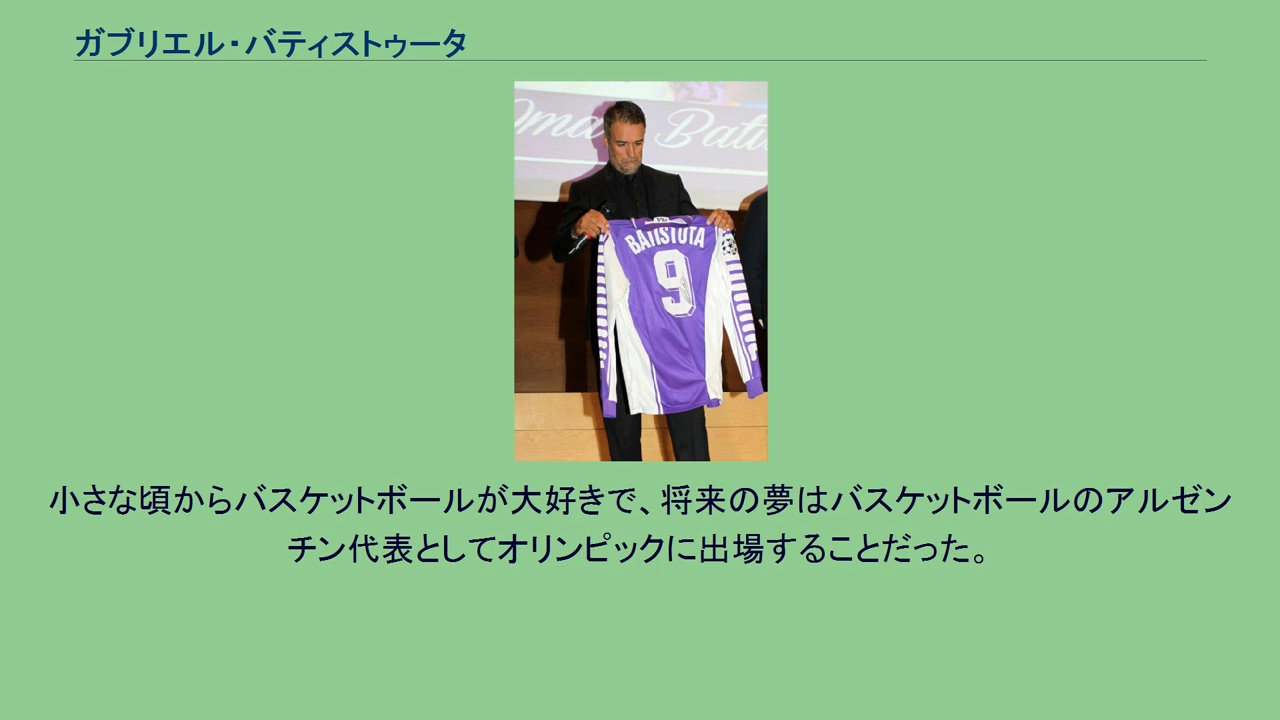 ガブリエル・バティストゥータ
Oma Batis
BATISTUTA
9
小さな頃からバスケットボールが大好きで、将来の夢はバスケットボールのアルゼン
チン代表としてオリンピックに出場することだった。